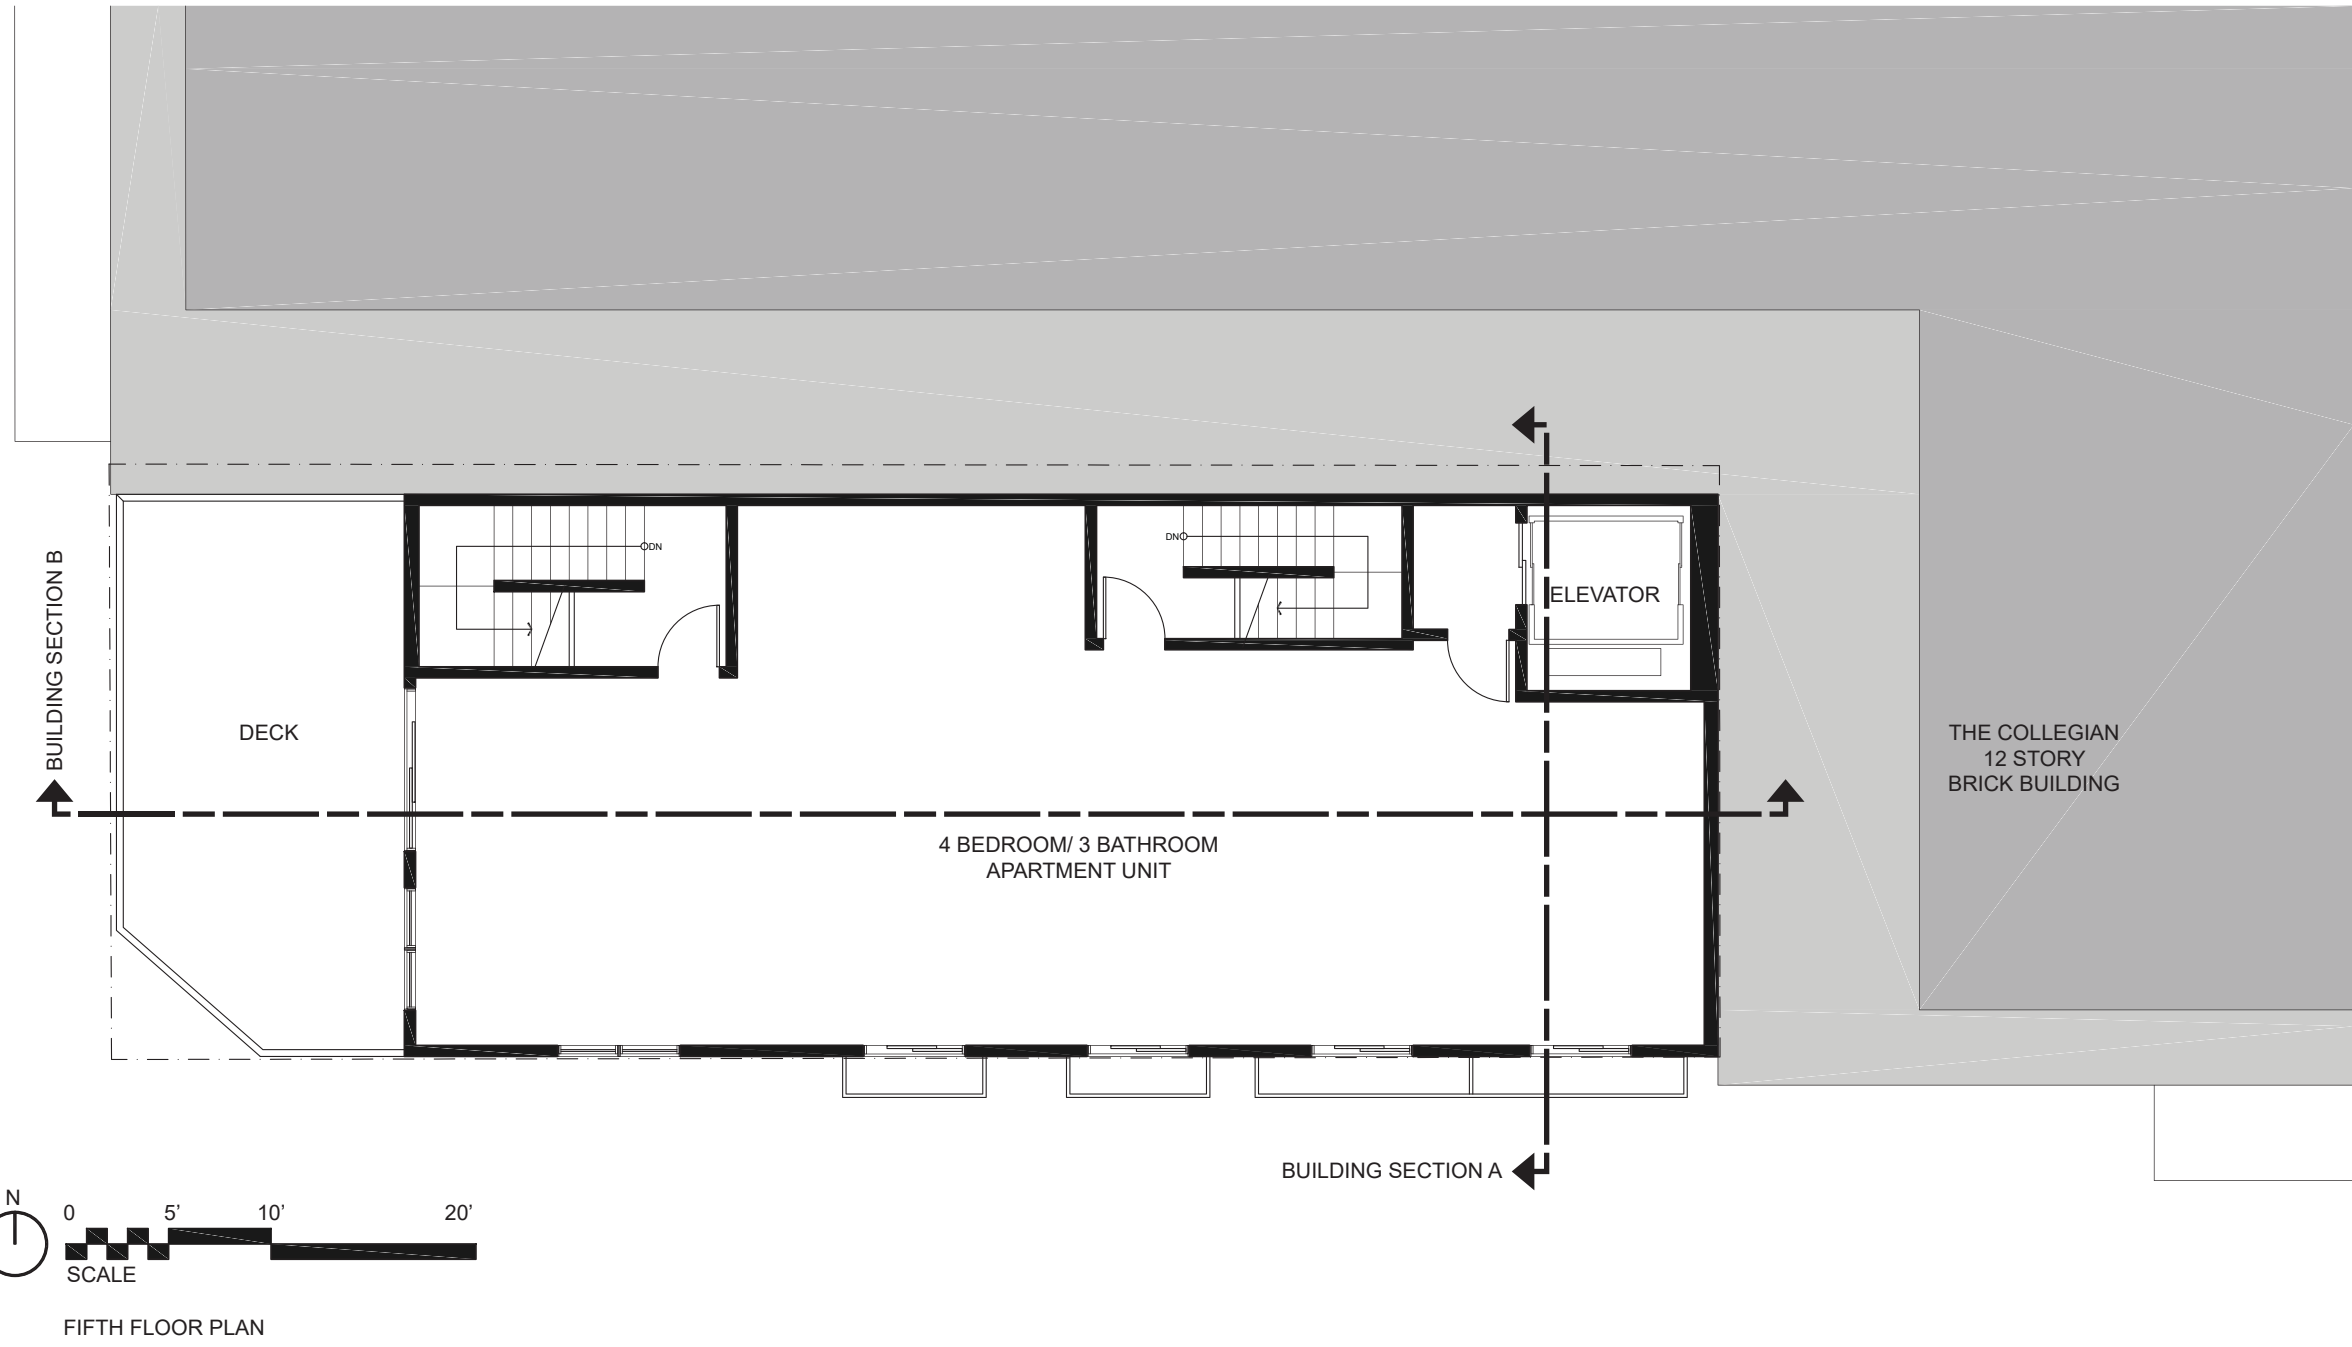 DN
DN
ELEVATOR
BUILDING SECTION B
DECK
THE COLLEGIAN
12 STORY
BRICK BUILDING
4 BEDROOM/ 3 BATHROOM
APARTMENT UNIT
BUILDING SECTION A
N
0 5' 10' 20'
SCALE
FIFTH FLOOR PLAN